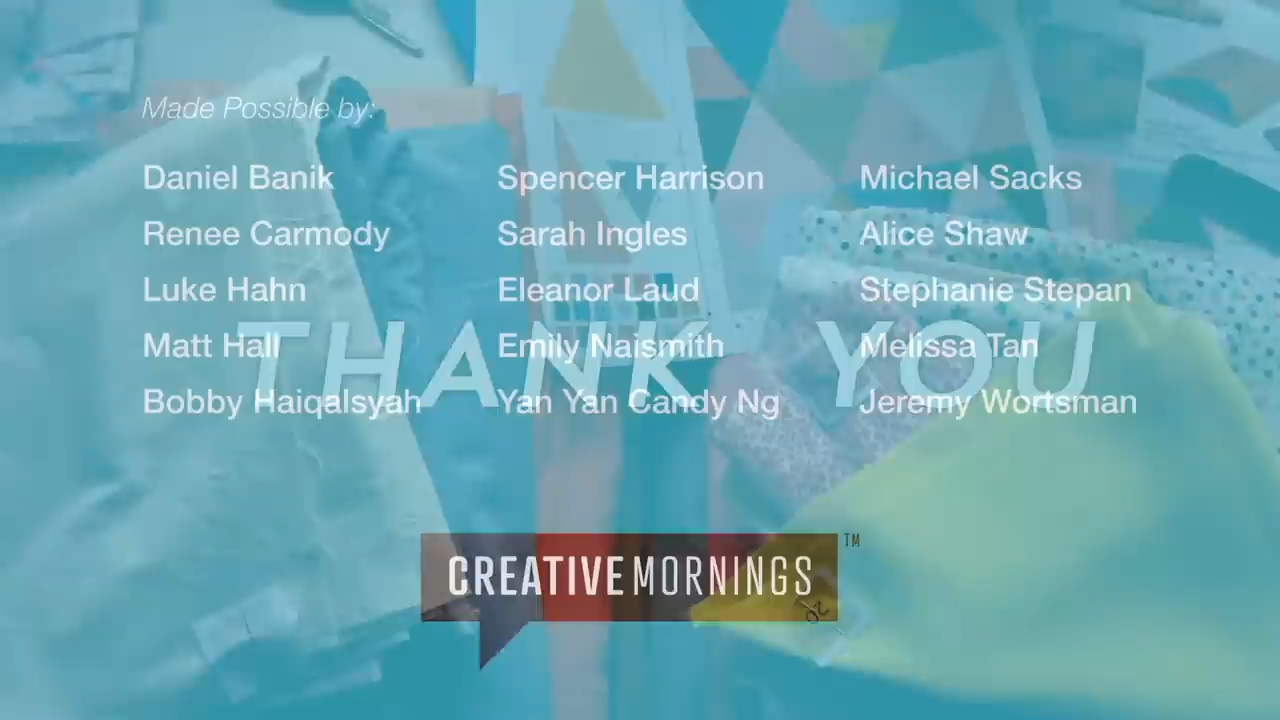 Made Possible by:
Daniel Banik Spencer Harrison Michael Sacks
Renee Carmody Sarah Ingles Alice Shaw
Luke Hahn Eleanor Laud Stephanie Stepan
Matt Hall Emily Naismith Melissa Tan
THANK YOU
Bobby Haiqalsyah Yan Yan Candy Ng Jeremy Wortsman
CREATIVEMORNINGS TM